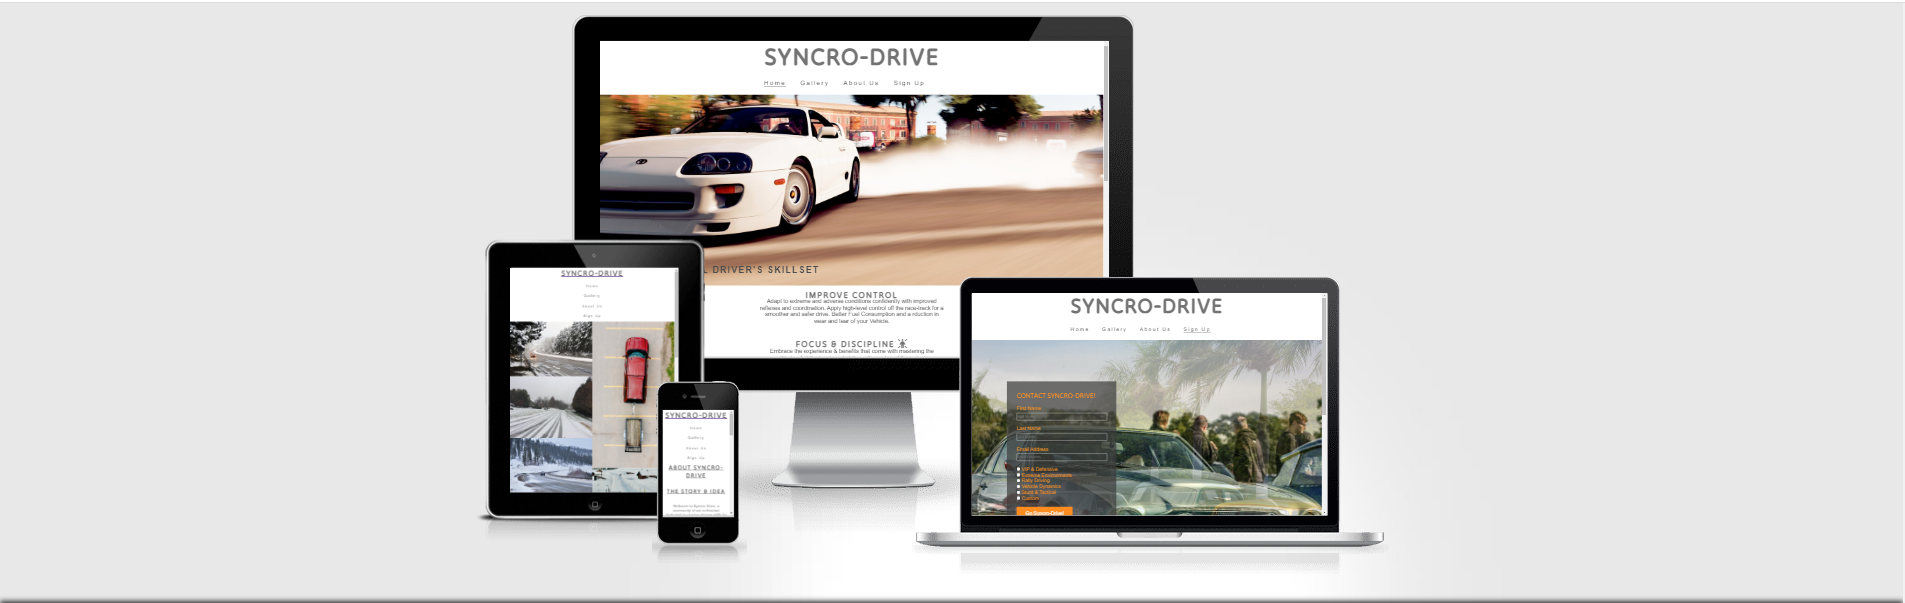 SYNCRO-DRIVE
Home Gallery About Us Sign Up
L DRIVER'S SKILLSET
IMPROVE CONTROL
Adapt to extreme and adverse conditions confidently with improved
reflexes and coordination. Apply high-level control off the race-track for a
smoother and safer drive. Better Fuel Consumption and a reduction in
wear and tear of your Vehicle.
FOCUS & DISCIPLINE
Embrace the experience & benefits that come with mastering the
SYNCRO-DRIVE
Home
Gallery
About Us
Sign Up
SYNCRO-DRIVE
Home
Gallery
About Us
Sign Up
ABOUT SYNCRO-
DRIVE
THE STORY & IDEA
SYNCRO-DRIVE
Home Gallery About Us Sign Up
CONTACT SYNCRO-DRIVE!
First Name
Last Name
Email Address
VIP & Defensive
Extreme Environments
Rally Driving
Vehicle Dynamics
Stunt & Tactical
Custom
Go Syncro-Drive!